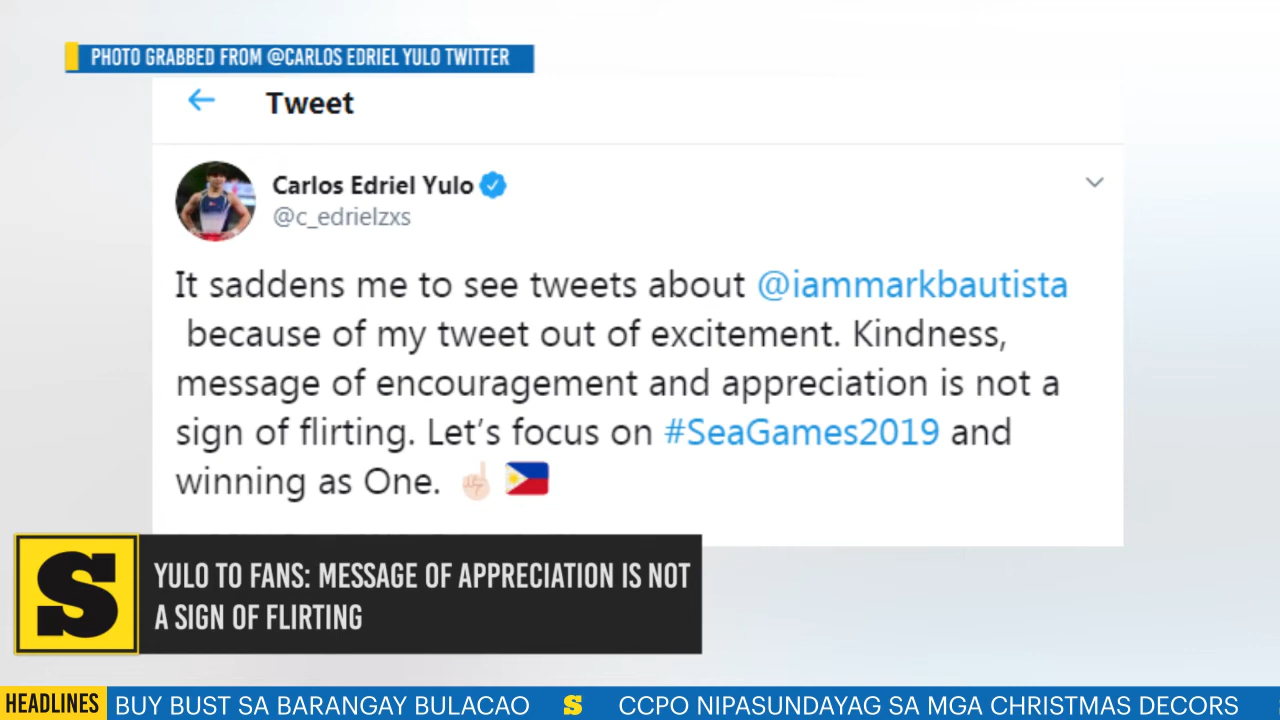 PHOTO GRABBED FROM @CARLOS EDRIEL YULO TWITTER
Tweet
Carlos Edriel Yulo
@c_edrielzxs
It saddens me to see tweets about @iammarkbautista
because of my tweet out of excitement. Kindness,
message of encouragement and appreciation is not a
sign of flirting. Let's focus on #SeaGames2019 and
winning as One. ☝🏻 🇵🇭
S
YULO TO FANS: MESSAGE OF APPRECIATION IS NOT
A SIGN OF FLIRTING
HEADLINES BUY BUST SA BARANGAY BULACAO S CCPO NIPASUNDAYAG SA MGA CHRISTMAS DECORS